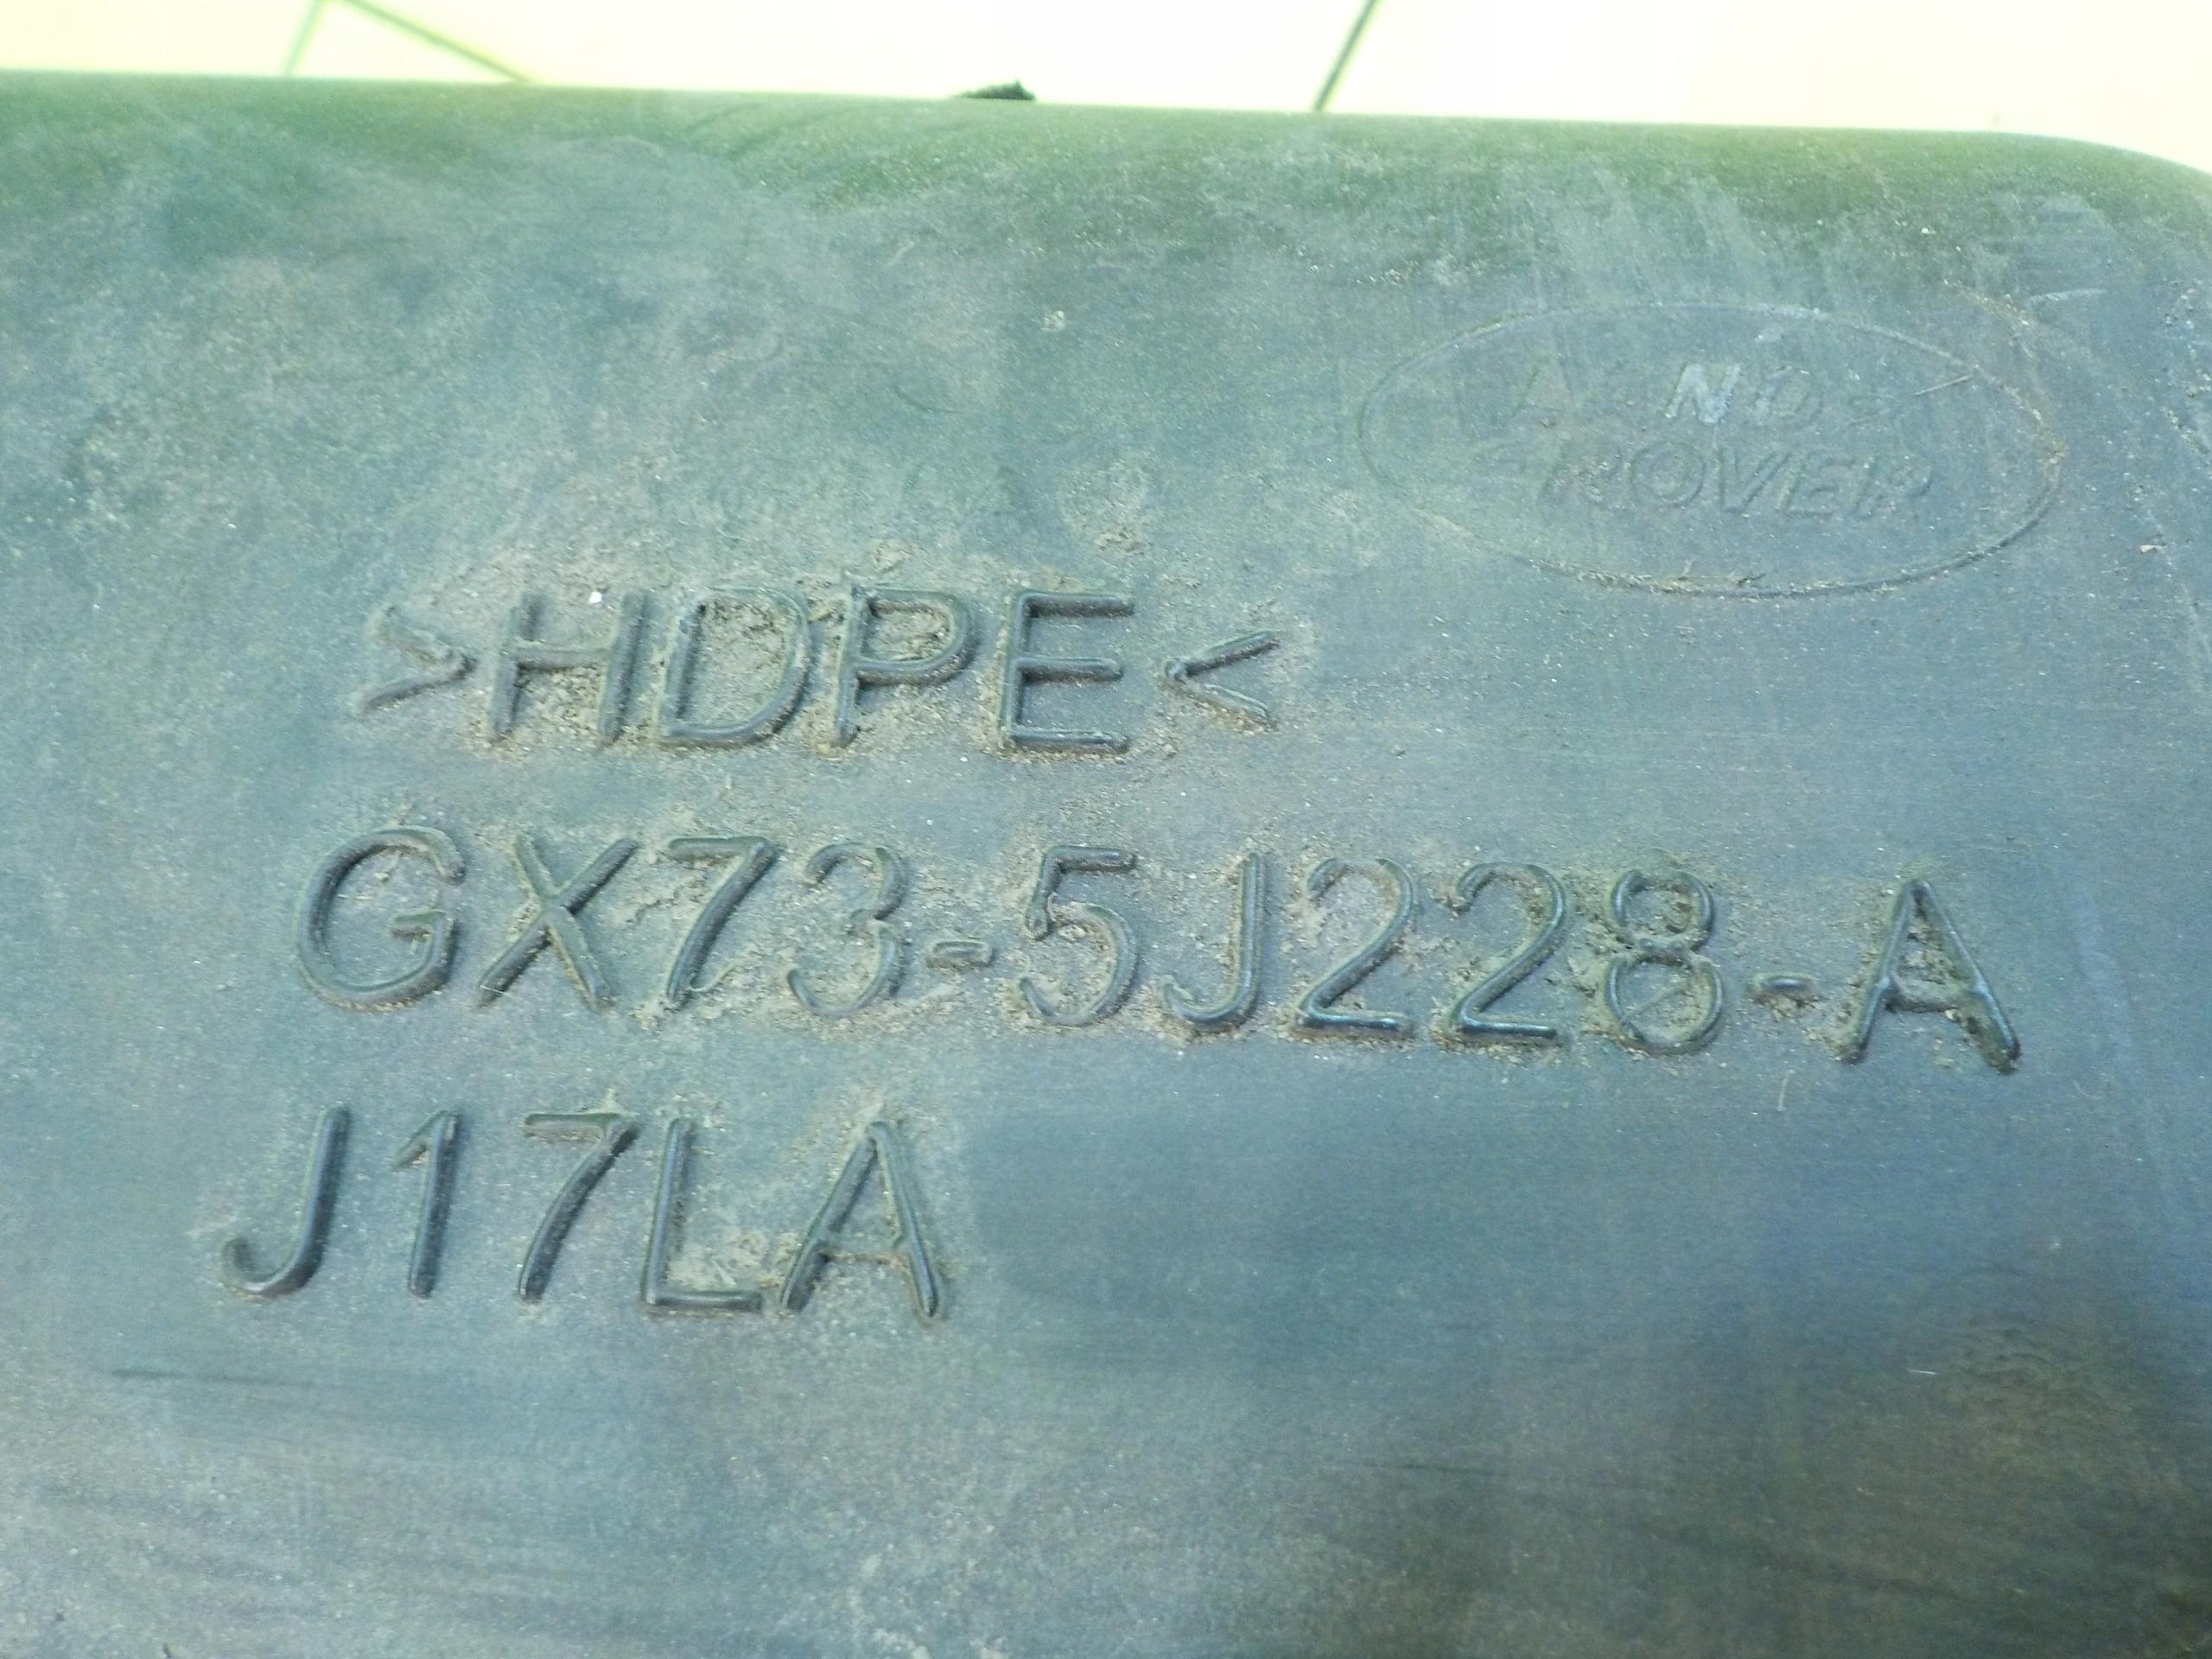 LAND
ROVER
>HDPE<
GX73-5J228-A
J17LA